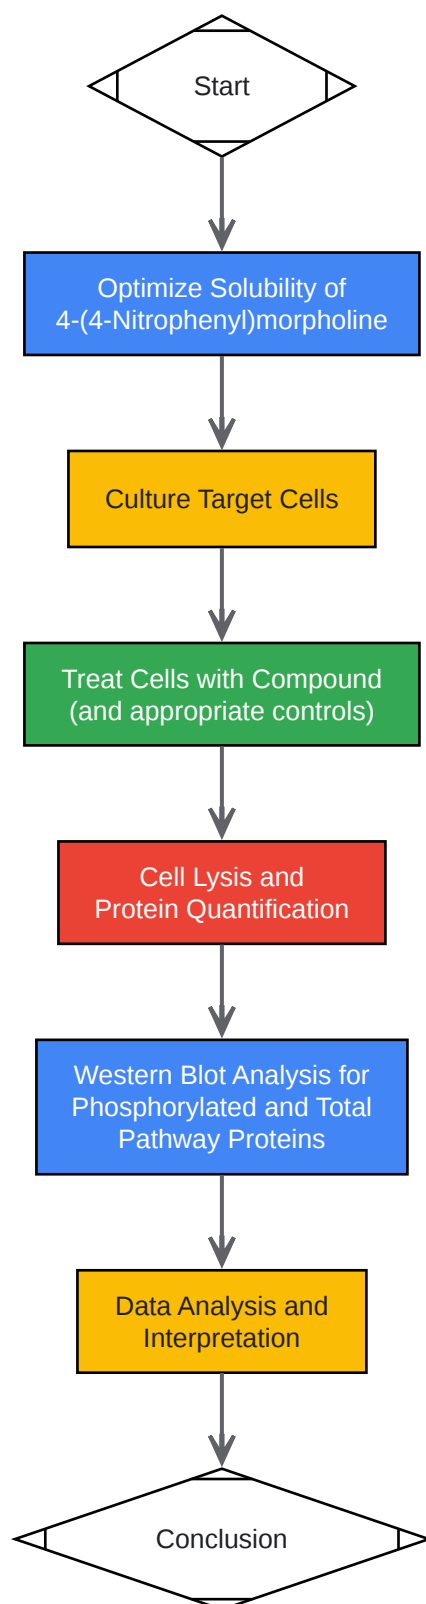 Start
Optimize Solubility of
4-(4-Nitrophenyl)morpholine
Culture Target Cells
Treat Cells with Compound
(and appropriate controls)
Cell Lysis and
Protein Quantification
Western Blot Analysis for
Phosphorylated and Total
Pathway Proteins
Data Analysis and
Interpretation
Conclusion